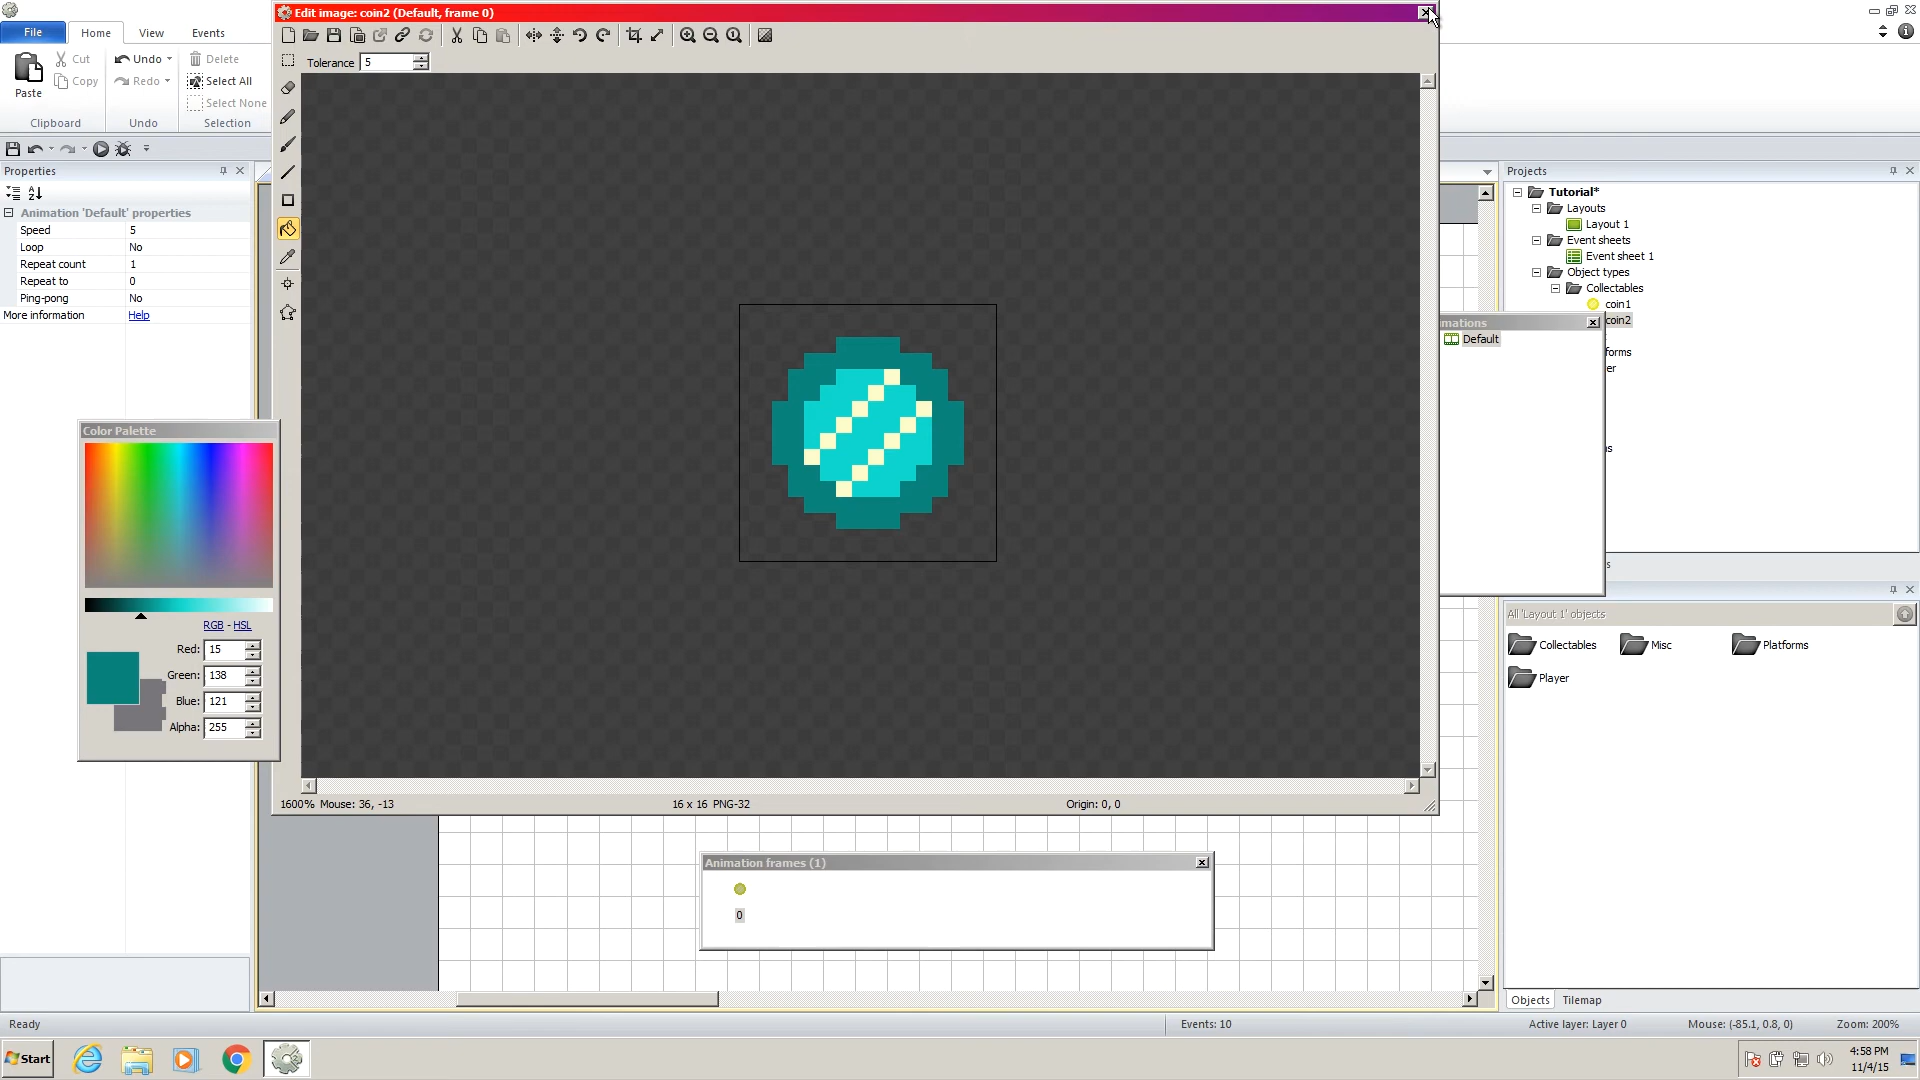 Edit image: coin2 (Default, frame 0)
File
Home
View
Events
Paste
Cut
Copy
Clipboard
Undo
Redo
Undo
Delete
Select All
Select None
Selection
Tolerance
5
Properties
Animation 'Default' properties
Speed 5
Loop No
Repeat count 1
Repeat to 0
Ping-pong No
More information Help
Color Palette
RGB - HSL
Red: 15
Green: 138
Blue: 121
Alpha: 255
1600% Mouse: 36, -13
16 x 16 PNG-32
Origin: 0, 0
Animation frames (1)
0
Projects
Tutorial*
Layouts
Layout 1
Event sheets
Event sheet 1
Object types
Collectables
coin1
coin2
mations
Default
forms
er
s
s
All 'Layout 1' objects
Collectables
Misc
Platforms
Player
Objects
Tilemap
Ready
Events: 10
Active layer: Layer 0
Mouse: (-85.1, 0.8, 0)
Zoom: 200%
Start
4:58 PM
11/4/15